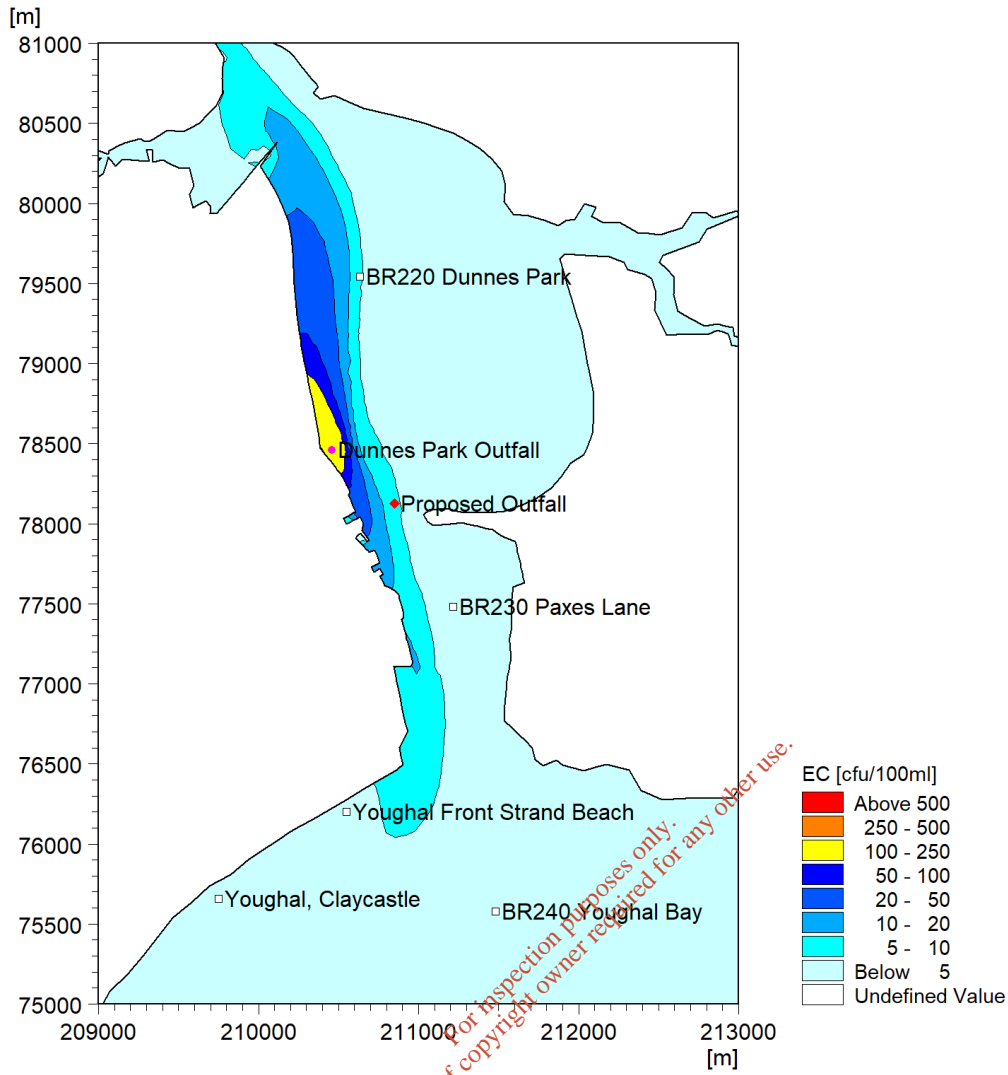 [m]
81000
80500
80000
79500
79000
78500
78000
77500
77000
76500
76000
75500
75000
209000 210000 211000 212000 213000
[m]
BR220 Dunnes Park
Dunnes Park Outfall
Proposed Outfall
BR230 Paxes Lane
Youghal Front Strand Beach
Youghal, Claycastle
BR240 Youghal Bay
EC [cfu/100ml]
Above 500
250 - 500
100 - 250
50 - 100
20 - 50
10 - 20
5 - 10
Below 5
Undefined Value
For inspection purposes only.
f copyright owner required for any other use.